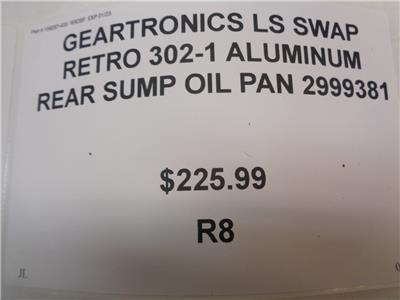 GEARTRONICS LS SWAP
RETRO 302-1 ALUMINUM
REAR SUMP OIL PAN 2999381
$225.99
R8
JL